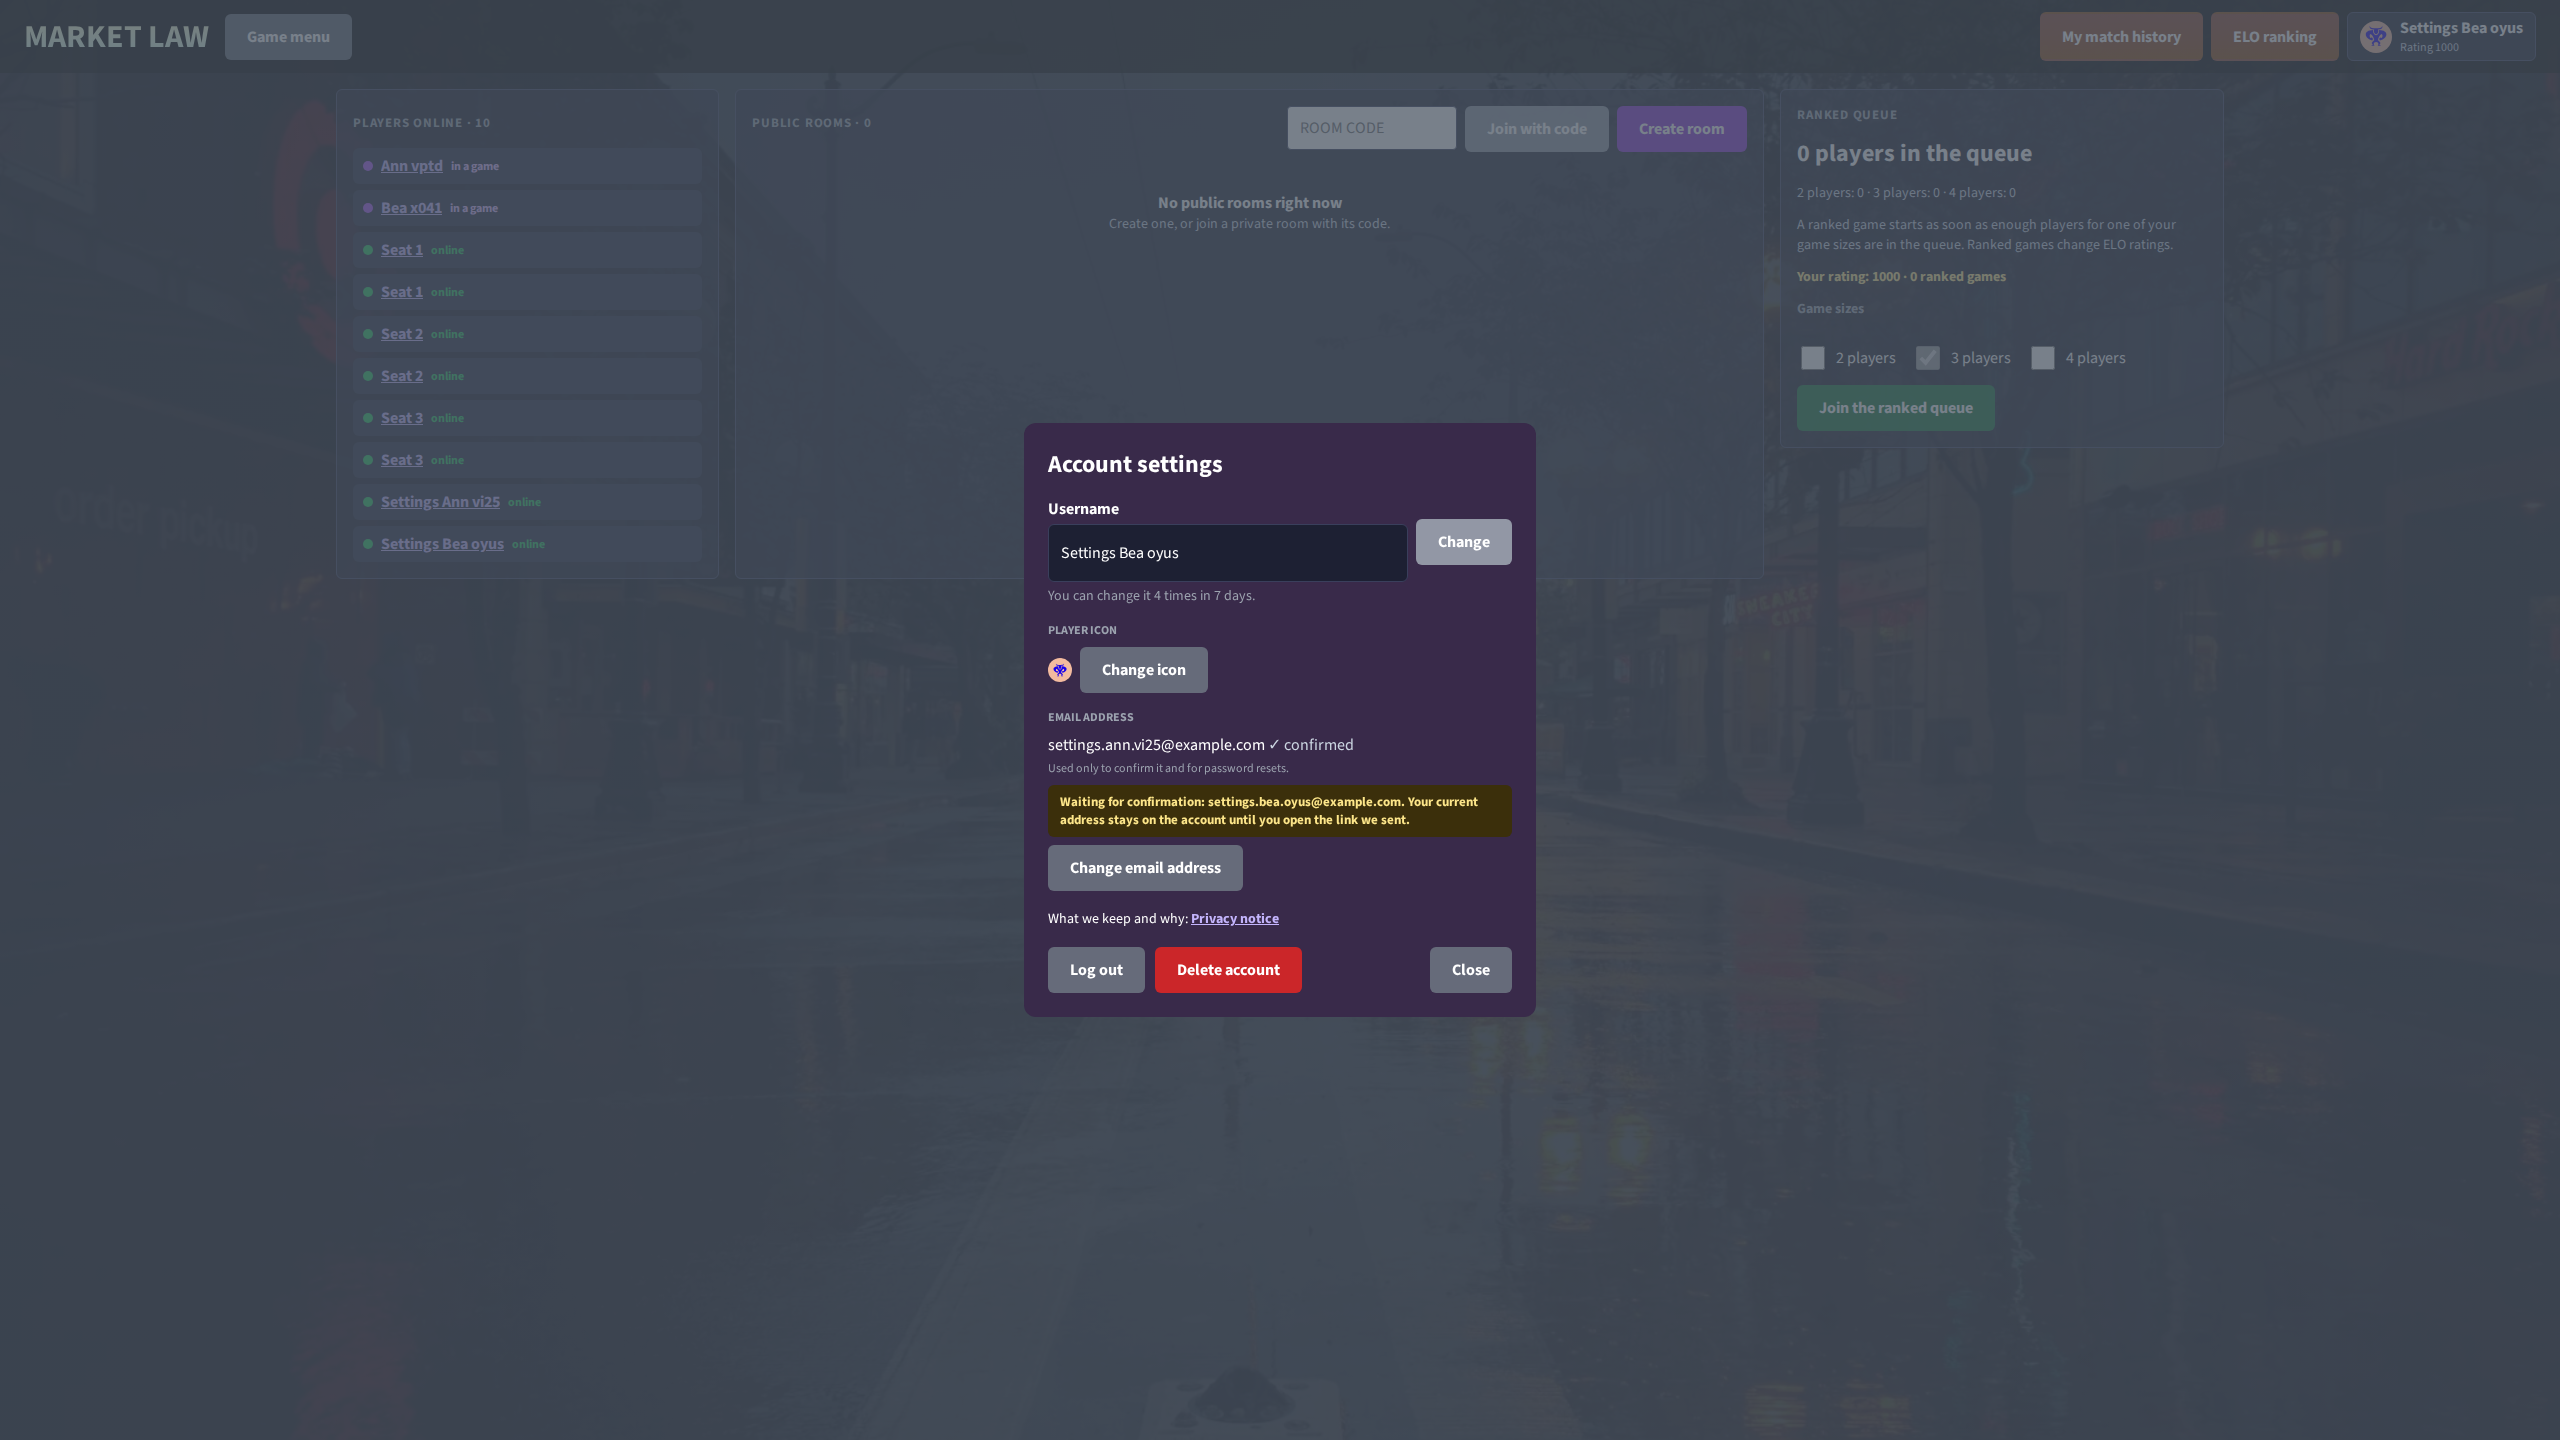 MARKET LAW
Game menu
My match history
ELO ranking
Settings Bea oyus
Rating 1000
PLAYERS ONLINE · 10
Ann vptd in a game
Bea x041 in a game
Seat 1 online
Seat 1 online
Seat 2 online
Seat 2 online
Seat 3 online
Seat 3 online
Settings Ann vi25 online
Settings Bea oyus online
PUBLIC ROOMS · 0
ROOM CODE
Join with code
Create room
No public rooms right now
Create one, or join a private room with its code.
RANKED QUEUE
0 players in the queue
2 players: 0 · 3 players: 0 · 4 players: 0
A ranked game starts as soon as enough players for one of your
game sizes are in the queue. Ranked games change ELO ratings.
Your rating: 1000 · 0 ranked games
Game sizes
2 players
3 players
4 players
Join the ranked queue
order pickup
SNEAKER
CITY
Account settings
Username
Settings Bea oyus
Change
You can change it 4 times in 7 days.
PLAYER ICON
Change icon
EMAIL ADDRESS
settings.ann.vi25@example.com ✓ confirmed
Used only to confirm it and for password resets.
Waiting for confirmation: settings.bea.oyus@example.com. Your current
address stays on the account until you open the link we sent.
Change email address
What we keep and why: Privacy notice
Log out
Delete account
Close